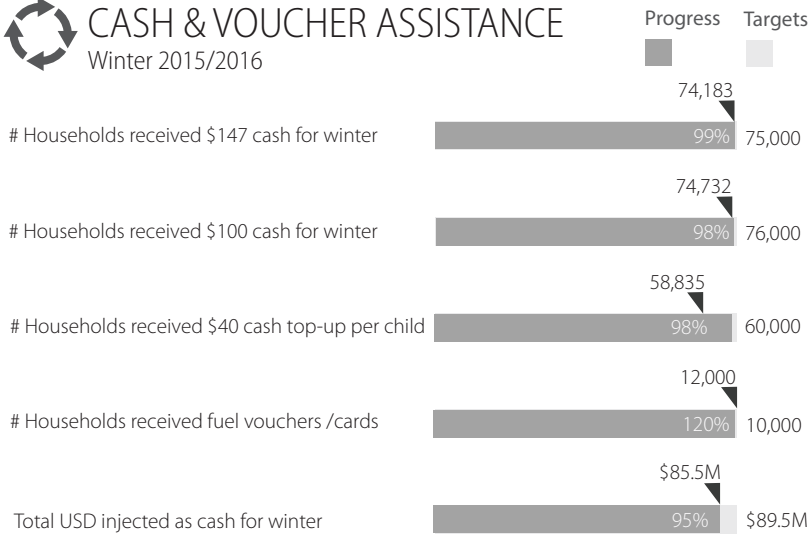 CASH & VOUCHER ASSISTANCE
Winter 2015/2016
Progress Targets
# Households received $147 cash for winter
74,183
99% 75,000
# Households received $100 cash for winter
74,732
98% 76,000
# Households received $40 cash top-up per child
58,835
98% 60,000
# Households received fuel vouchers /cards
12,000
120% 10,000
Total USD injected as cash for winter
$85.5M
95% $89.5M